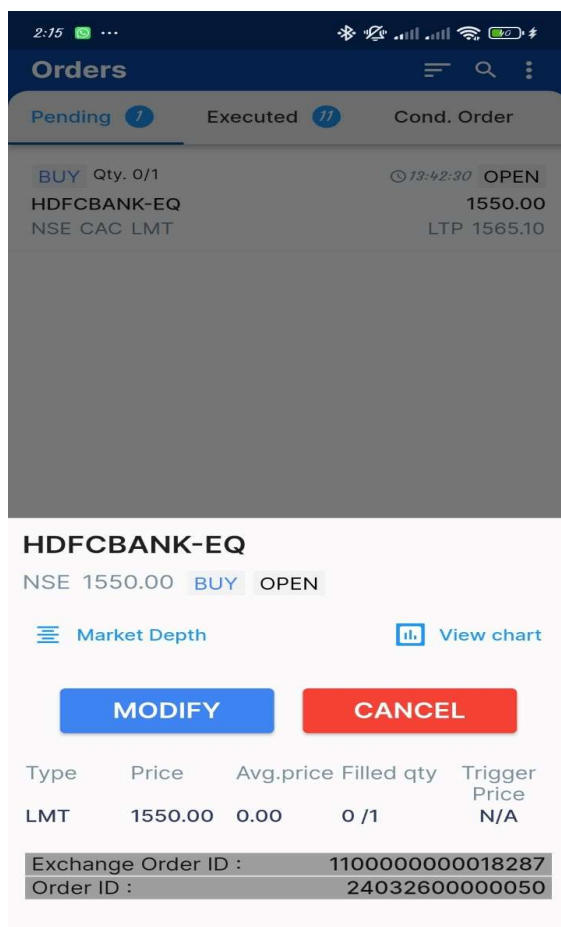 2:15 ...
Orders
Pending 1 Executed 11 Cond. Order
BUY Qty. 0/1 13:42:30 OPEN
HDFCBANK-EQ 1550.00
NSE CAC LMT LTP 1565.10
HDFCBANK-EQ
NSE 1550.00 BUY OPEN
Market Depth View chart
MODIFY CANCEL
Type Price Avg.price Filled qty Trigger
Price
LMT 1550.00 0.00 0 /1 N/A
Exchange Order ID : 1100000000018287
Order ID : 24032600000050